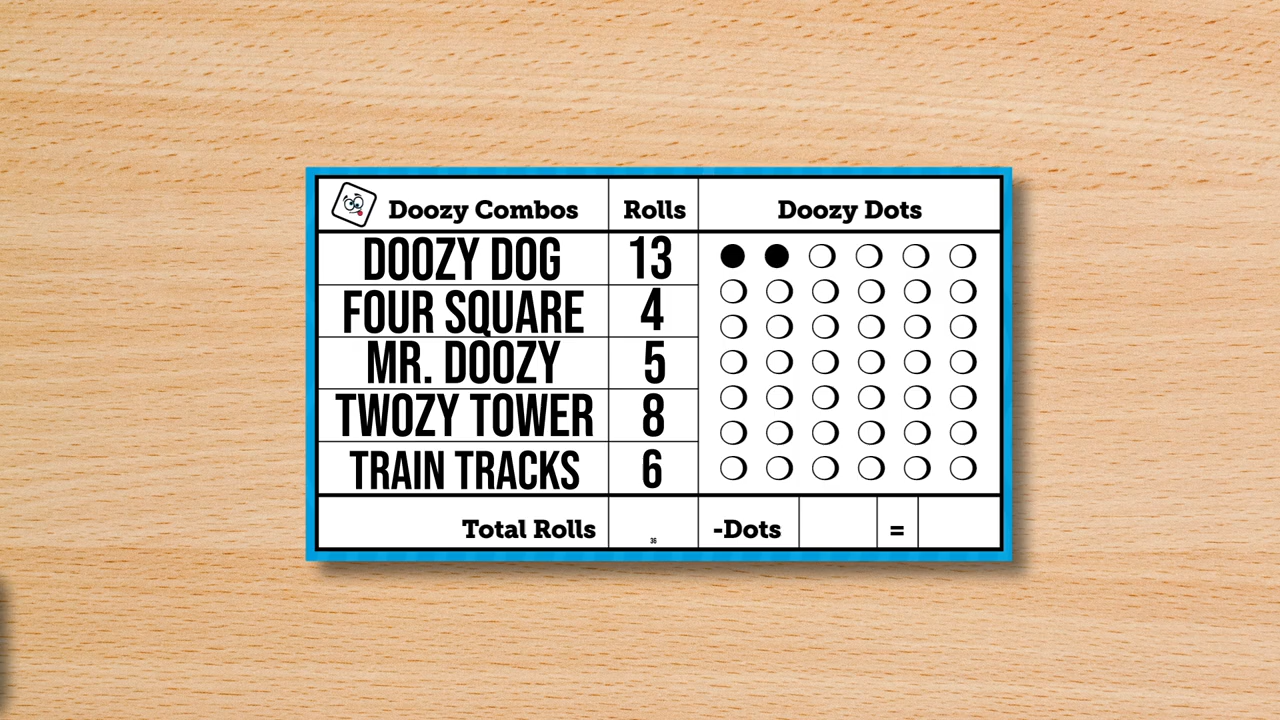 Doozy Combos Rolls Doozy Dots
DOOZY DOG 13
FOUR SQUARE 4
MR. DOOZY 5
TWOZY TOWER 8
TRAIN TRACKS 6
Total Rolls 36 -Dots =